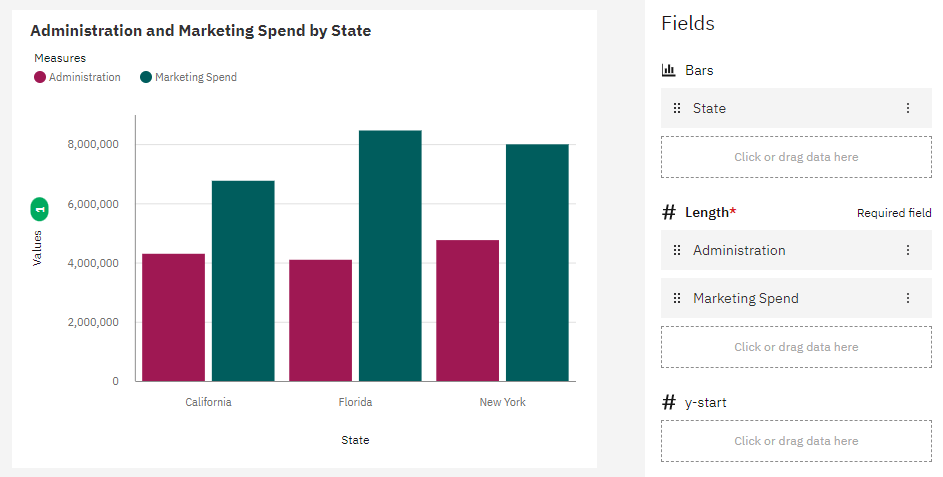 Administration and Marketing Spend by State
Measures
Administration Marketing Spend
8,000,000
6,000,000
4,000,000
2,000,000
0
Values 1
California Florida New York
State
Fields
Bars
State
Click or drag data here
# Length* Required field
Administration
Marketing Spend
Click or drag data here
# y-start
Click or drag data here